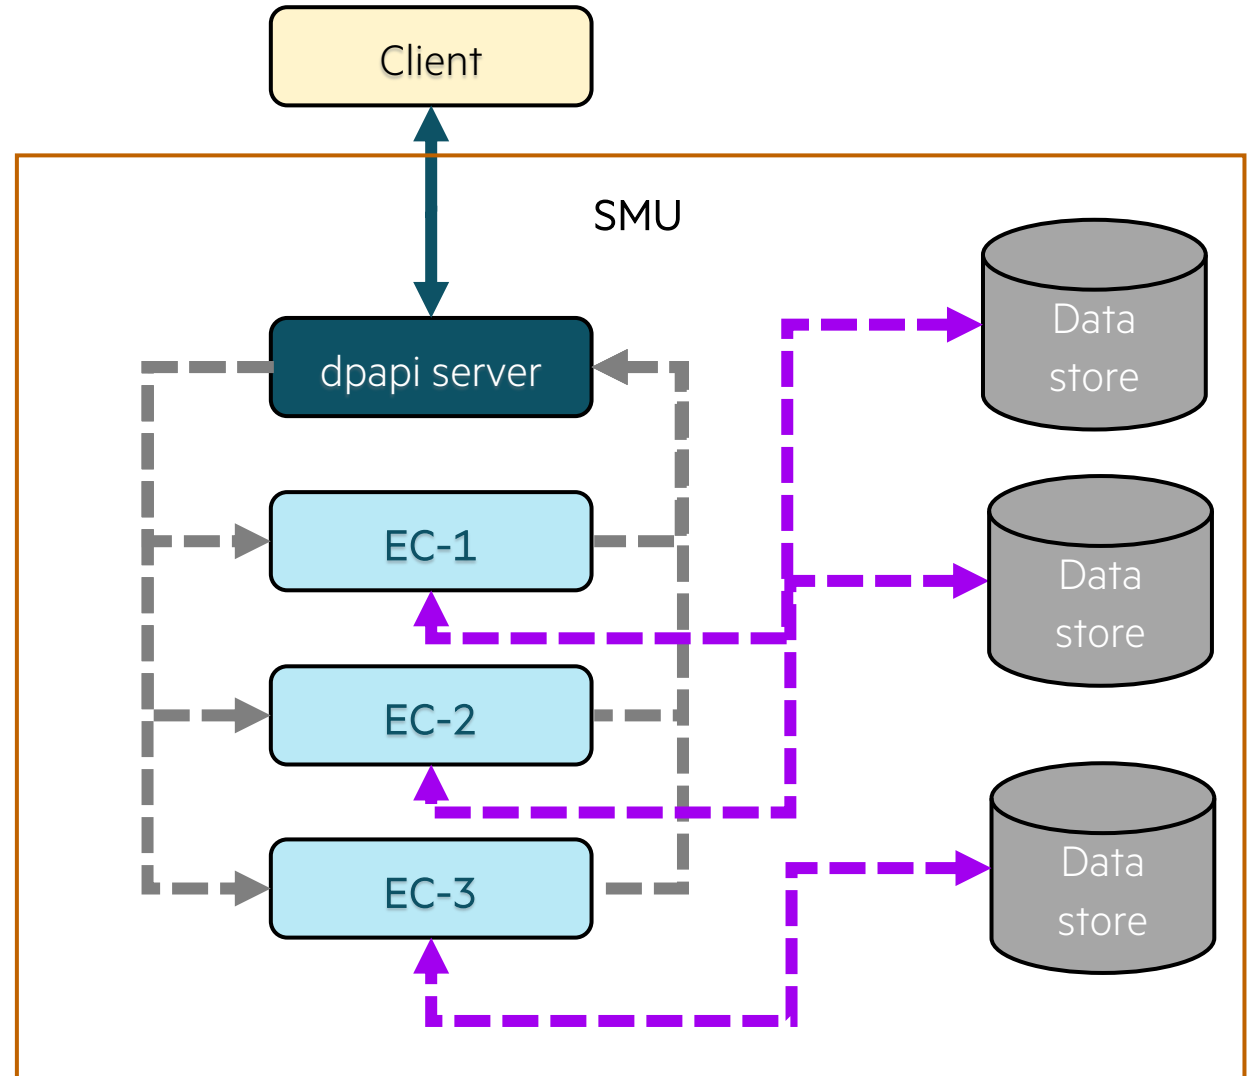 Client
SMU
dpapi server
EC-1
EC-2
EC-3
Data
store
Data
store
Data
store